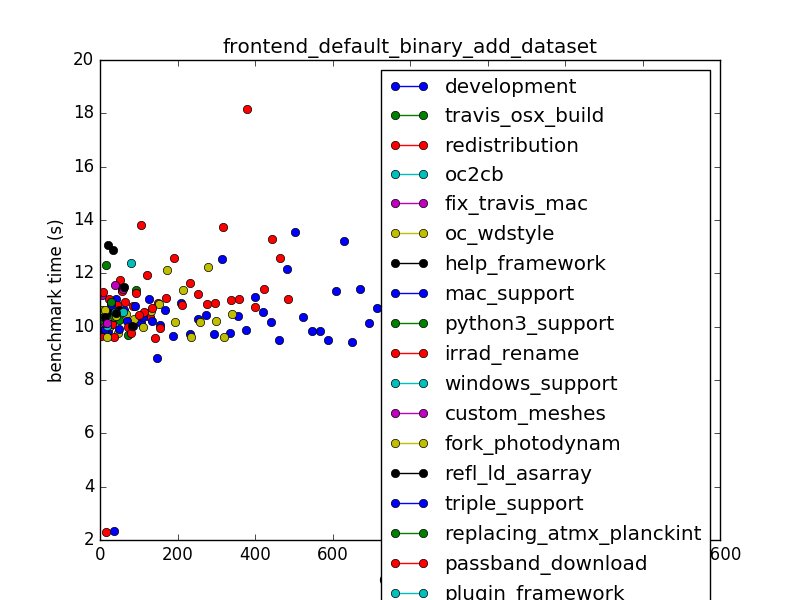 frontend_default_binary_add_dataset
benchmark time (s)
20
18
16
14
12
10
8
6
4
2
0 200 400 600 600
development
travis_osx_build
redistribution
oc2cb
fix_travis_mac
oc_wdstyle
help_framework
mac_support
python3_support
irrad_rename
windows_support
custom_meshes
fork_photodynam
refl_ld_asarray
triple_support
replacing_atmx_planckint
passband_download
plugin_framework